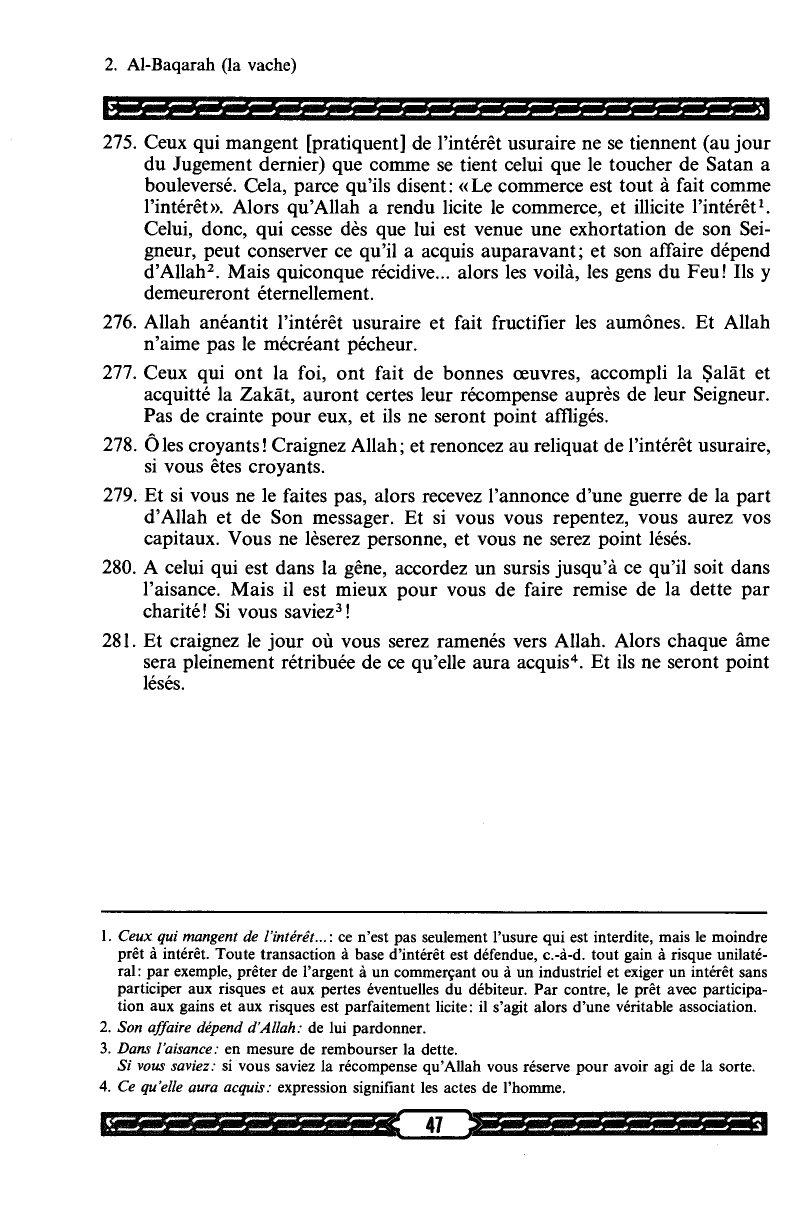 2. Al-Baqarah (la vache)
275. Ceux qui mangent [pratiquent] de l'intérêt usuraire ne se tiennent (au jour
du Jugement dernier) que comme se tient celui que le toucher de Satan a
bouleversé. Cela, parce qu'ils disent: «Le commerce est tout à fait comme
l'intérêt». Alors qu'Allah a rendu licite le commerce, et illicite l'intérêt¹.
Celui, donc, qui cesse dès que lui est venue une exhortation de son Sei-
gneur, peut conserver ce qu'il a acquis auparavant; et son affaire dépend
d'Allah². Mais quiconque récidive... alors les voilà, les gens du Feu! Ils y
demeureront éternellement.
276. Allah anéantit l'intérêt usuraire et fait fructifier les aumônes. Et Allah
n'aime pas le mécréant pécheur.
277. Ceux qui ont la foi, ont fait de bonnes œuvres, accompli la Ṣalāt et
acquitté la Zakāt, auront certes leur récompense auprès de leur Seigneur.
Pas de crainte pour eux, et ils ne seront point affligés.
278. Ô les croyants! Craignez Allah; et renoncez au reliquat de l'intérêt usuraire,
si vous êtes croyants.
279. Et si vous ne le faites pas, alors recevez l'annonce d'une guerre de la part
d'Allah et de Son messager. Et si vous vous repentez, vous aurez vos
capitaux. Vous ne lèserez personne, et vous ne serez point lésés.
280. A celui qui est dans la gêne, accordez un sursis jusqu'à ce qu'il soit dans
l'aisance. Mais il est mieux pour vous de faire remise de la dette par
charité! Si vous saviez³!
281. Et craignez le jour où vous serez ramenés vers Allah. Alors chaque âme
sera pleinement rétribuée de ce qu'elle aura acquis⁴. Et ils ne seront point
lésés.
1. Ceux qui mangent de l'intérêt...: ce n'est pas seulement l'usure qui est interdite, mais le moindre
prêt à intérêt. Toute transaction à base d'intérêt est défendue, c.-à-d. tout gain à risque unilaté-
ral: par exemple, prêter de l'argent à un commerçant ou à un industriel et exiger un intérêt sans
participer aux risques et aux pertes éventuelles du débiteur. Par contre, le prêt avec participa-
tion aux gains et aux risques est parfaitement licite: il s'agit alors d'une véritable association.
2. Son affaire dépend d'Allah: de lui pardonner.
3. Dans l'aisance: en mesure de rembourser la dette.
Si vous saviez: si vous saviez la récompense qu'Allah vous réserve pour avoir agi de la sorte.
4. Ce qu'elle aura acquis: expression signifiant les actes de l'homme.
47